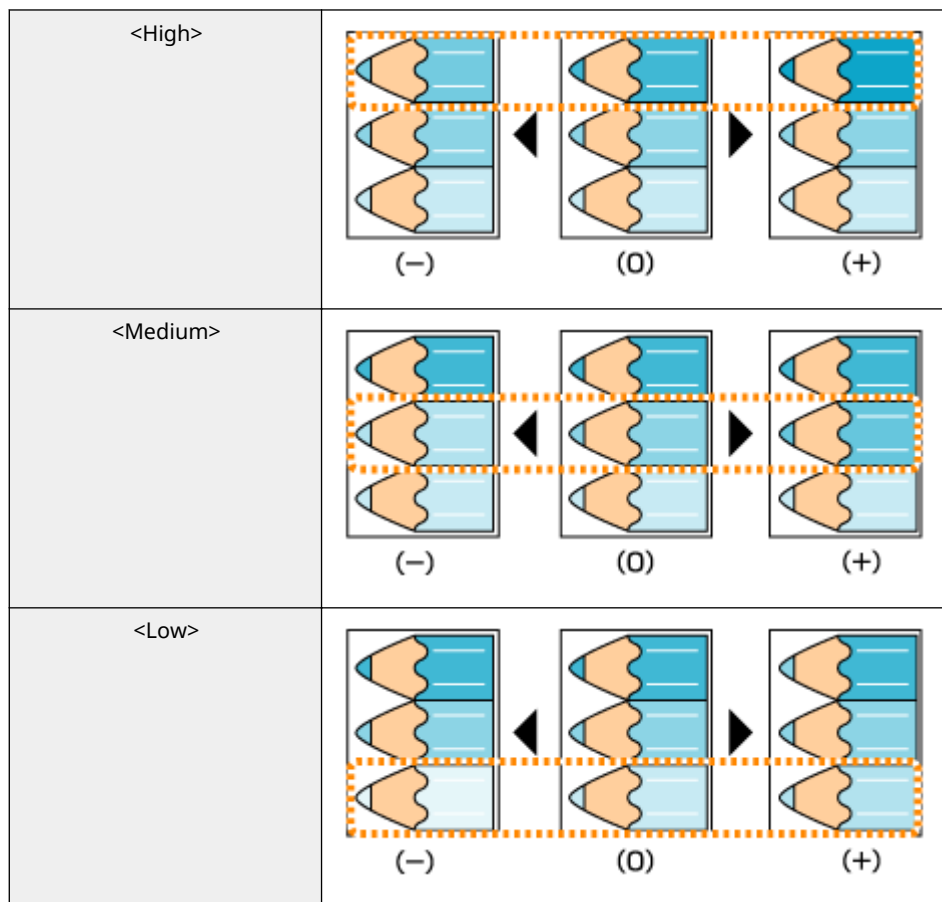 <High>
(−) (0) (+)
<Medium>
(−) (0) (+)
<Low>
(−) (0) (+)